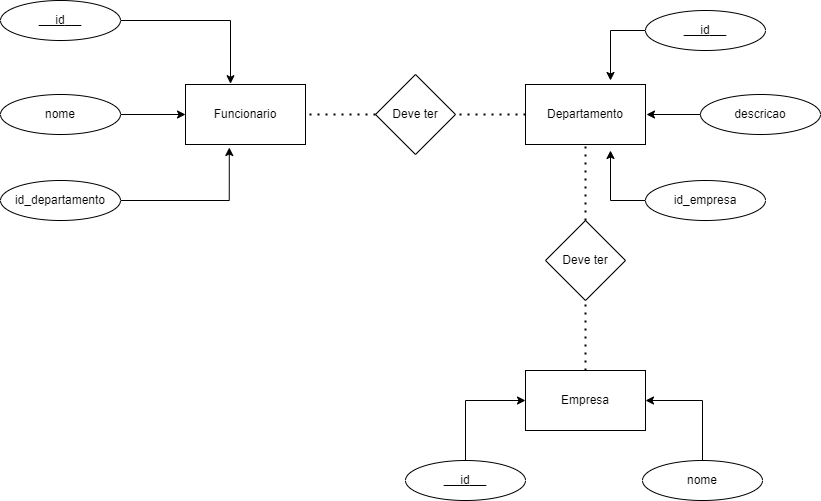 id
id
nome
Funcionario
Deve ter
Departamento
descricao
id_departamento
id_empresa
Deve ter
Empresa
id
nome